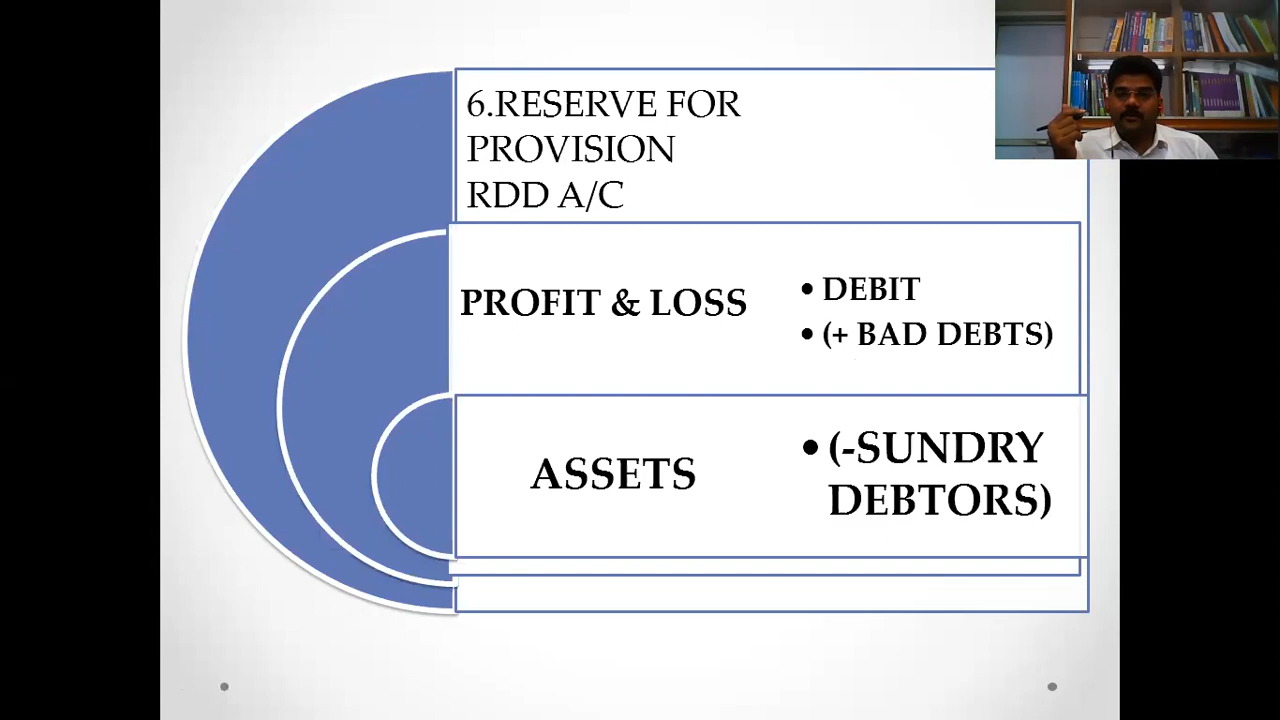 6.RESERVE FOR
PROVISION
RDD A/C
PROFIT & LOSS
• DEBIT
• (+ BAD DEBTS)
ASSETS
• (-SUNDRY
DEBTORS)